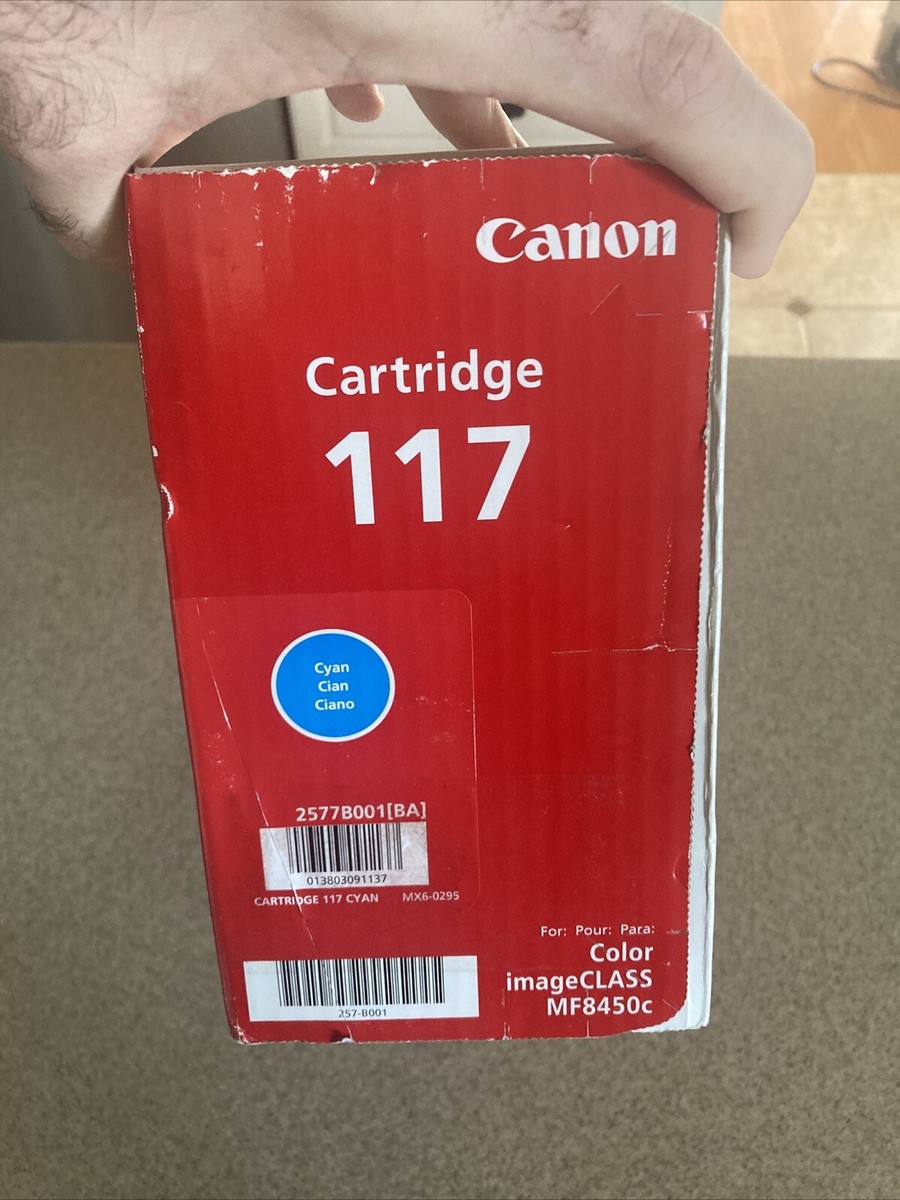 Canon
Cartridge
117
Cyan
Cian
Ciano
2577B001[BA]
013803091137
CARTRIDGE 117 CYAN MX6-0295
257-B001
For: Pour: Para:
Color
imageCLASS
MF8450c